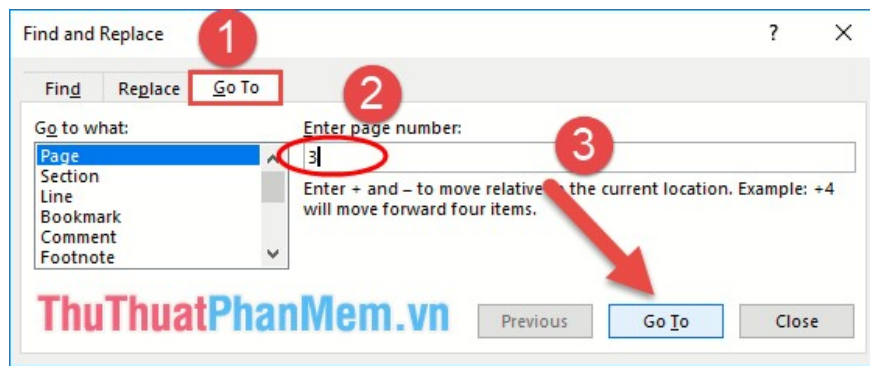 Find and Replace 1 ? X
Find Replace Go To
2
Go to what: Enter page number:
3
Page 3
Section
Enter + and – to move relative to the current location. Example: +4
Line
will move forward four items.
Bookmark
Comment
Footnote
ThuThuatPhanMem.vn
Previous Go To Close